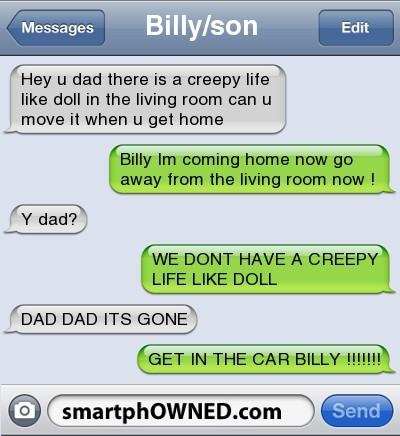 Messages
Billy/son
Edit
Hey u dad there is a creepy life
like doll in the living room can u
move it when u get home
Billy Im coming home now go
away from the living room now !
Y dad?
WE DONT HAVE A CREEPY
LIFE LIKE DOLL
DAD DAD ITS GONE
GET IN THE CAR BILLY !!!!!!!
smartphOWNED.com
Send